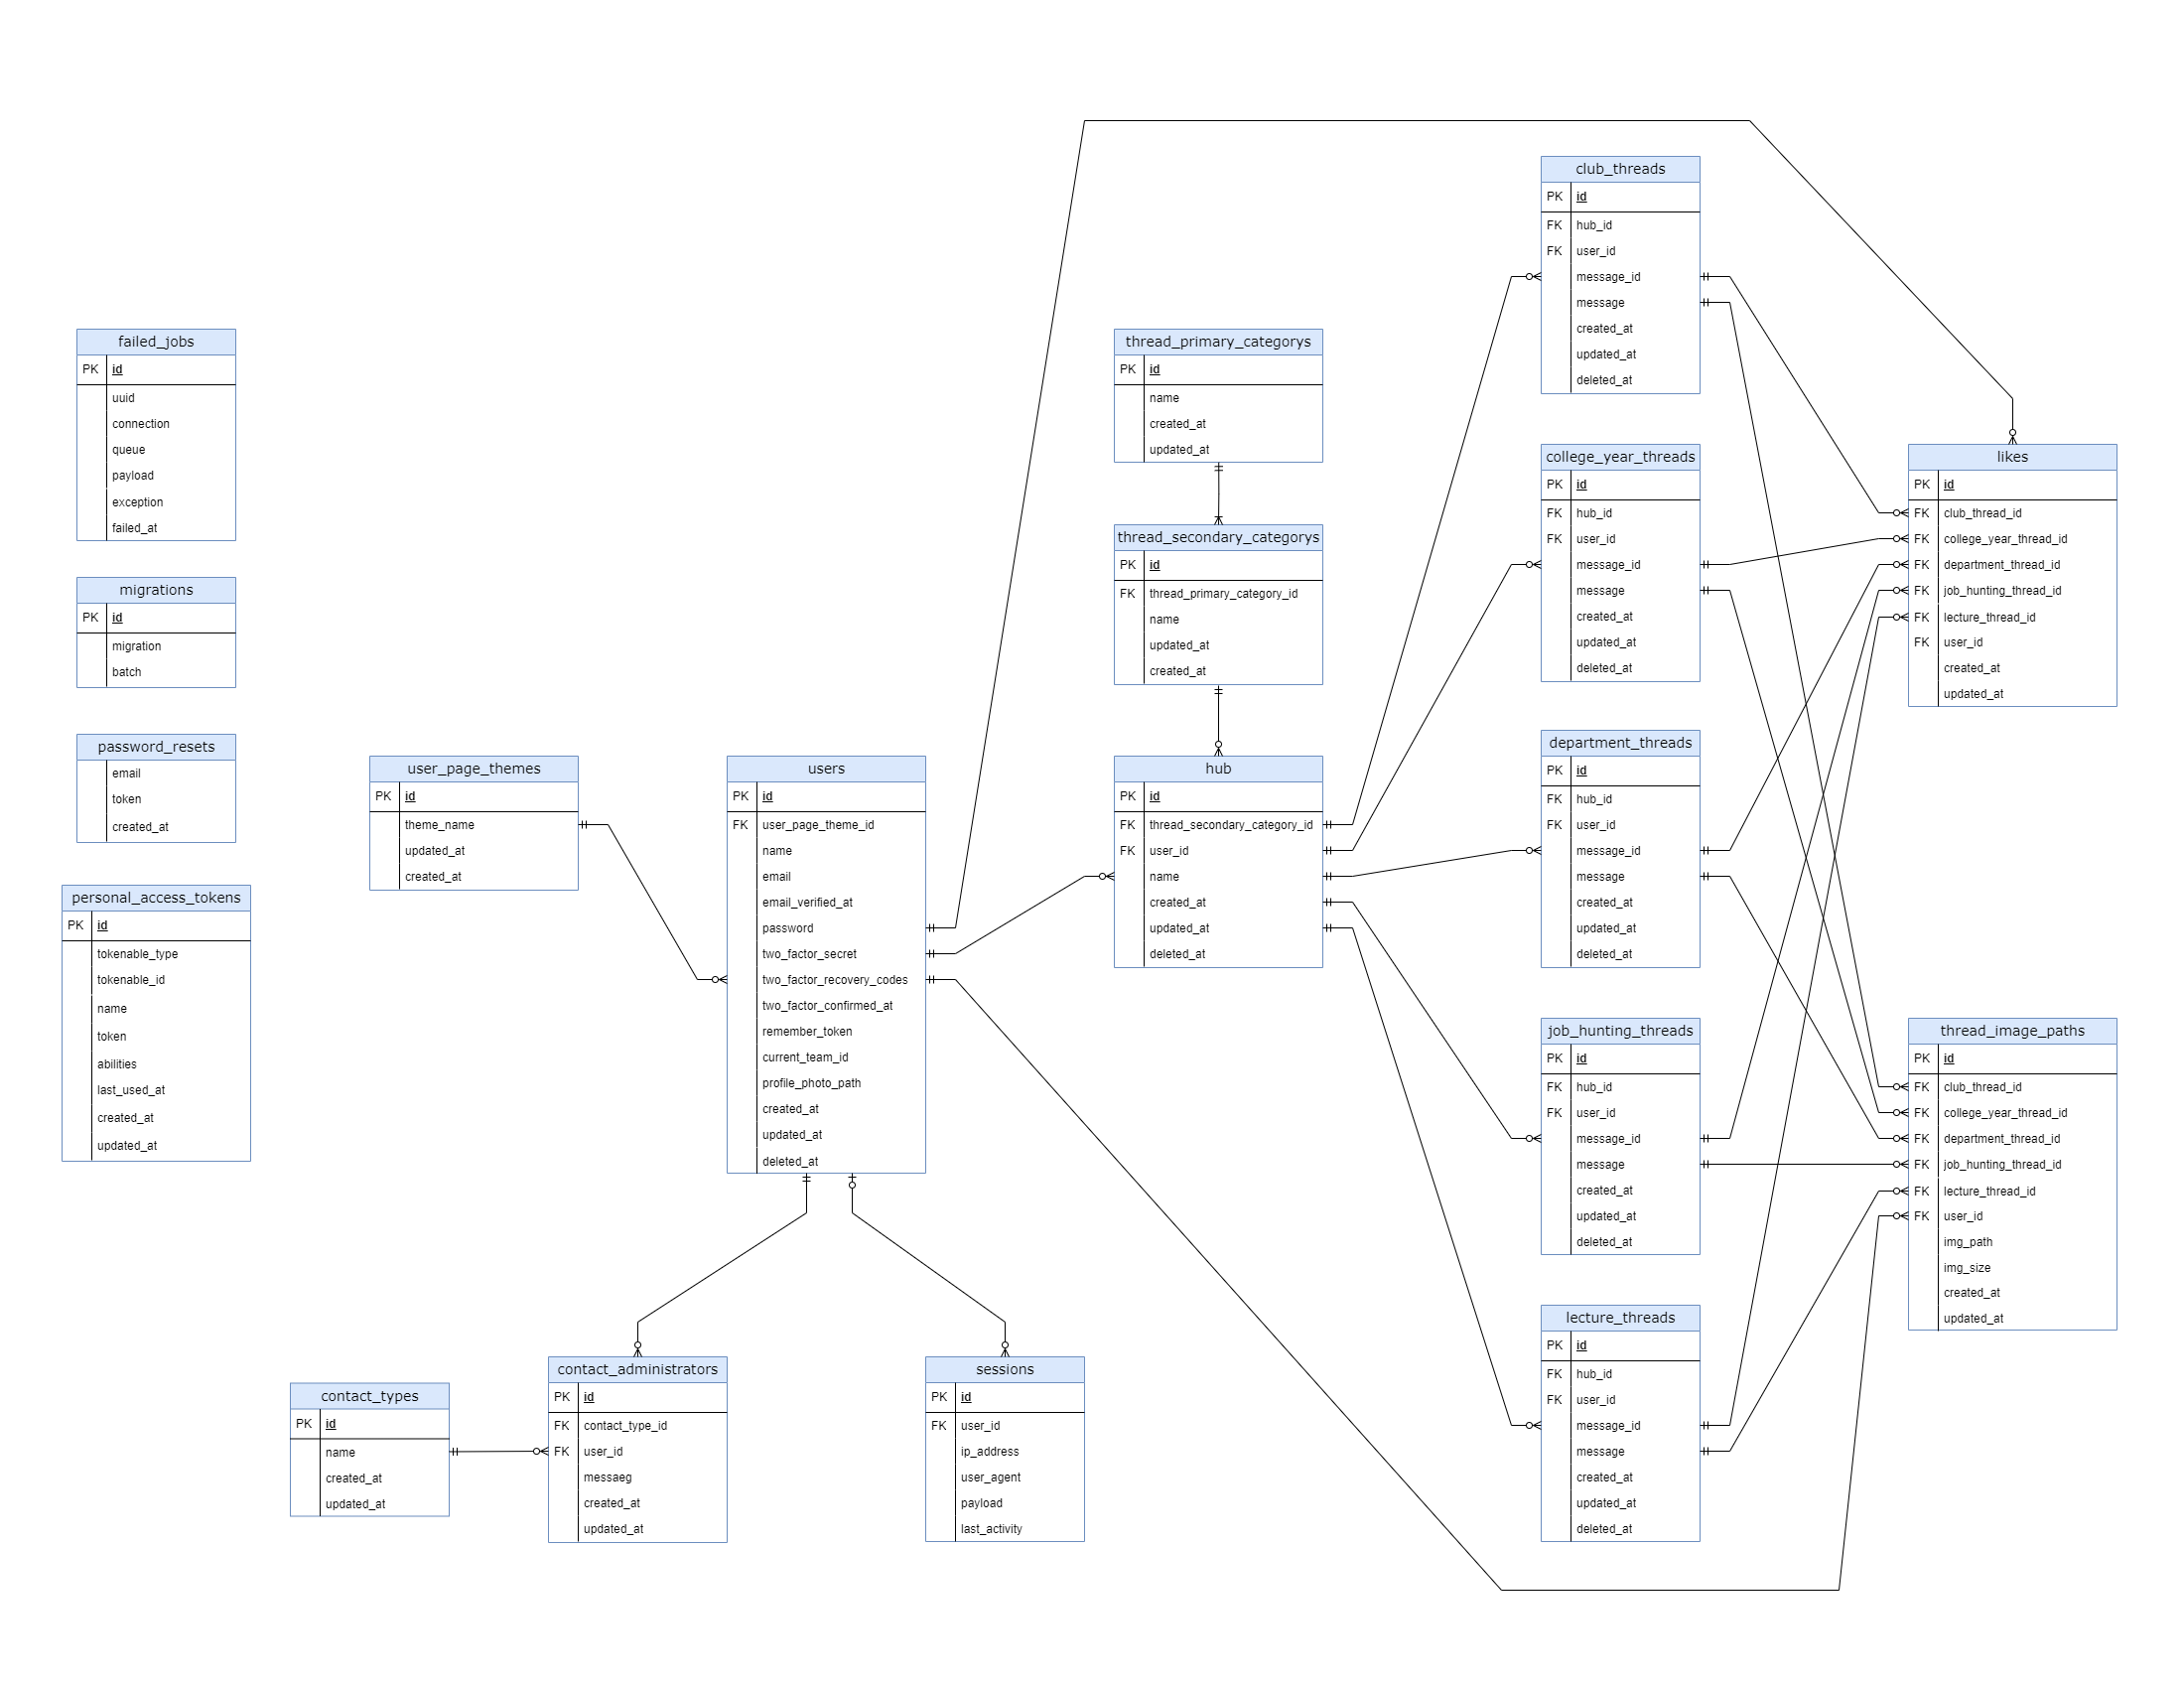 failed_jobs
PK id
uuid
connection
queue
payload
exception
failed_at
migrations
PK id
migration
batch
password_resets
email
token
created_at
personal_access_tokens
PK id
tokenable_type
tokenable_id
name
token
abilities
last_used_at
created_at
updated_at
user_page_themes
PK id
theme_name
updated_at
created_at
users
PK id
FK user_page_theme_id
name
email
email_verified_at
password
two_factor_secret
two_factor_recovery_codes
two_factor_confirmed_at
remember_token
current_team_id
profile_photo_path
created_at
updated_at
deleted_at
contact_types
PK id
name
created_at
updated_at
contact_administrators
PK id
FK contact_type_id
FK user_id
messaeg
created_at
updated_at
sessions
PK id
FK user_id
ip_address
user_agent
payload
last_activity
thread_primary_categorys
PK id
name
created_at
updated_at
thread_secondary_categorys
PK id
FK thread_primary_category_id
name
updated_at
created_at
hub
PK id
FK thread_secondary_category_id
FK user_id
name
created_at
updated_at
deleted_at
club_threads
PK id
FK hub_id
FK user_id
message_id
message
created_at
updated_at
deleted_at
college_year_threads
PK id
FK hub_id
FK user_id
message_id
message
created_at
updated_at
deleted_at
department_threads
PK id
FK hub_id
FK user_id
message_id
message
created_at
updated_at
deleted_at
job_hunting_threads
PK id
FK hub_id
FK user_id
message_id
message
created_at
updated_at
deleted_at
lecture_threads
PK id
FK hub_id
FK user_id
message_id
message
created_at
updated_at
deleted_at
likes
PK id
FK club_thread_id
FK college_year_thread_id
FK department_thread_id
FK job_hunting_thread_id
FK lecture_thread_id
FK user_id
created_at
updated_at
thread_image_paths
PK id
FK club_thread_id
FK college_year_thread_id
FK department_thread_id
FK job_hunting_thread_id
FK lecture_thread_id
FK user_id
img_path
img_size
created_at
updated_at